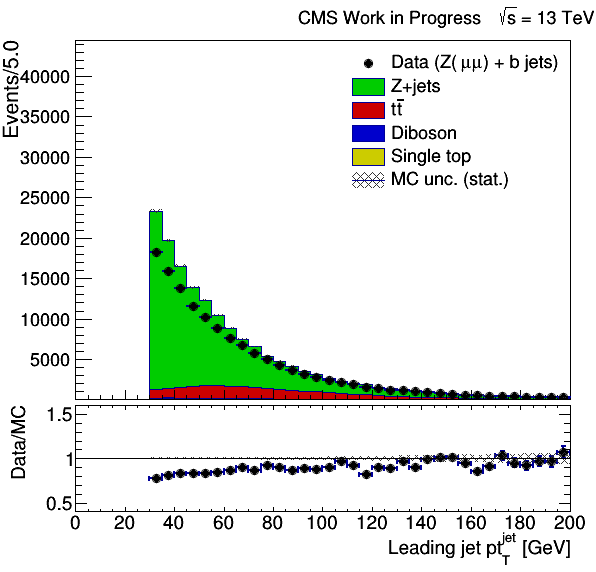 CMS Work in Progress √s = 13 TeV
Events/5.0
Data (Z(μμ) + b jets)
Z+jets
tt̄
Diboson
Single top
MC unc. (stat.)
40000
35000
30000
25000
20000
15000
10000
5000
Data/MC
1.5
1
0.5
0 20 40 60 80 100 120 140 160 180 200
Leading jet pt_T^jet [GeV]